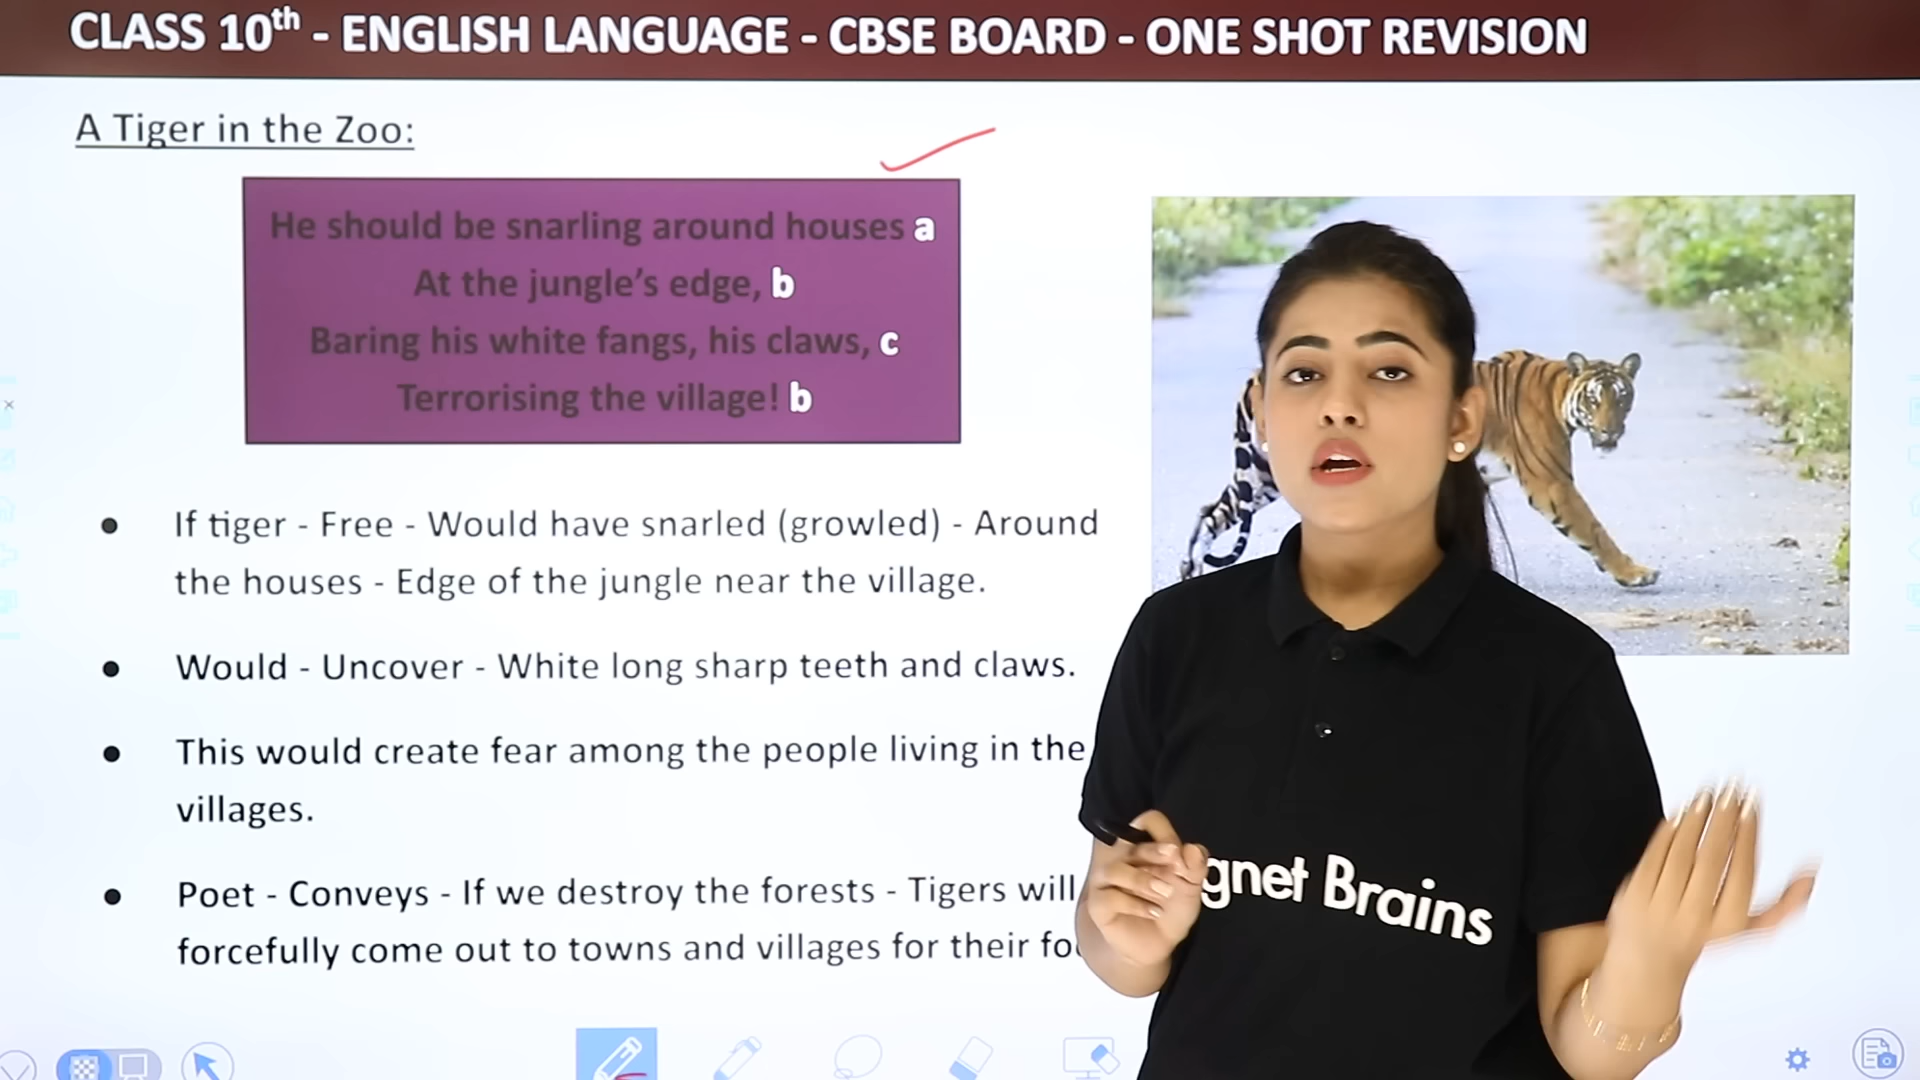 CLASS 10th - ENGLISH LANGUAGE - CBSE BOARD - ONE SHOT REVISION
A Tiger in the Zoo:
He should be snarling around houses a
At the jungle's edge, b
Baring his white fangs, his claws, c
Terrorising the village! b
● If tiger - Free - Would have snarled (growled) - Around
the houses - Edge of the jungle near the village.
● Would - Uncover - White long sharp teeth and claws.
● This would create fear among the people living in the
villages.
● Poet - Conveys - If we destroy the forests - Tigers will
forcefully come out to towns and villages for their
gnet Brains